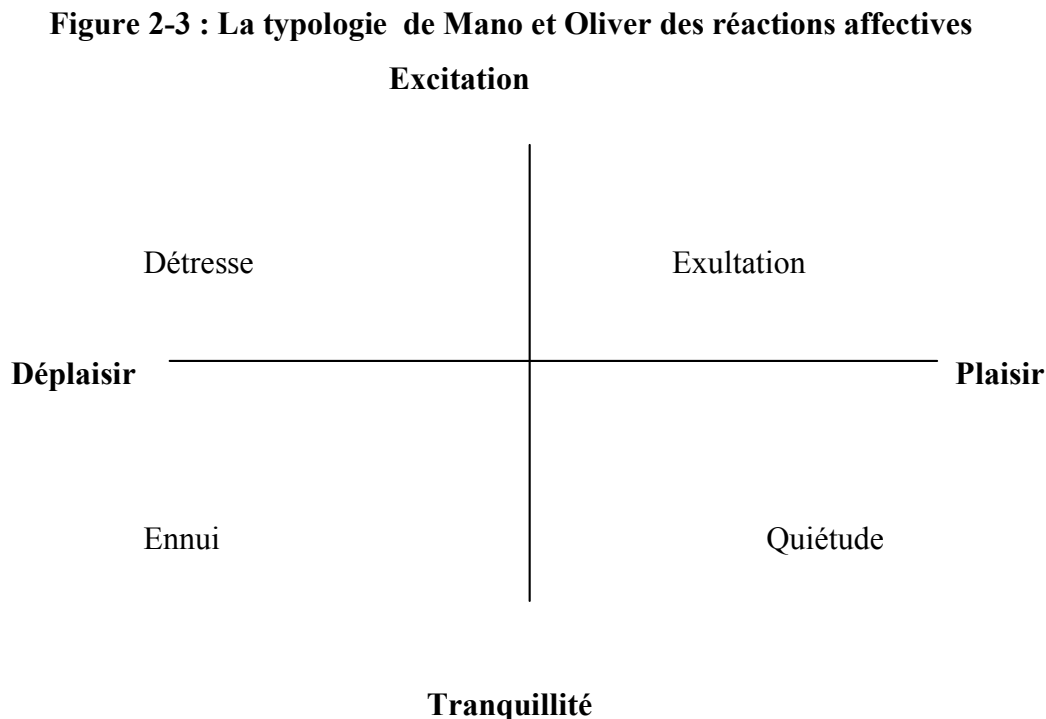 Figure 2-3 : La typologie de Mano et Oliver des réactions affectives
Excitation
Détresse Exultation
Déplaisir Plaisir
Ennui Quiétude
Tranquillité